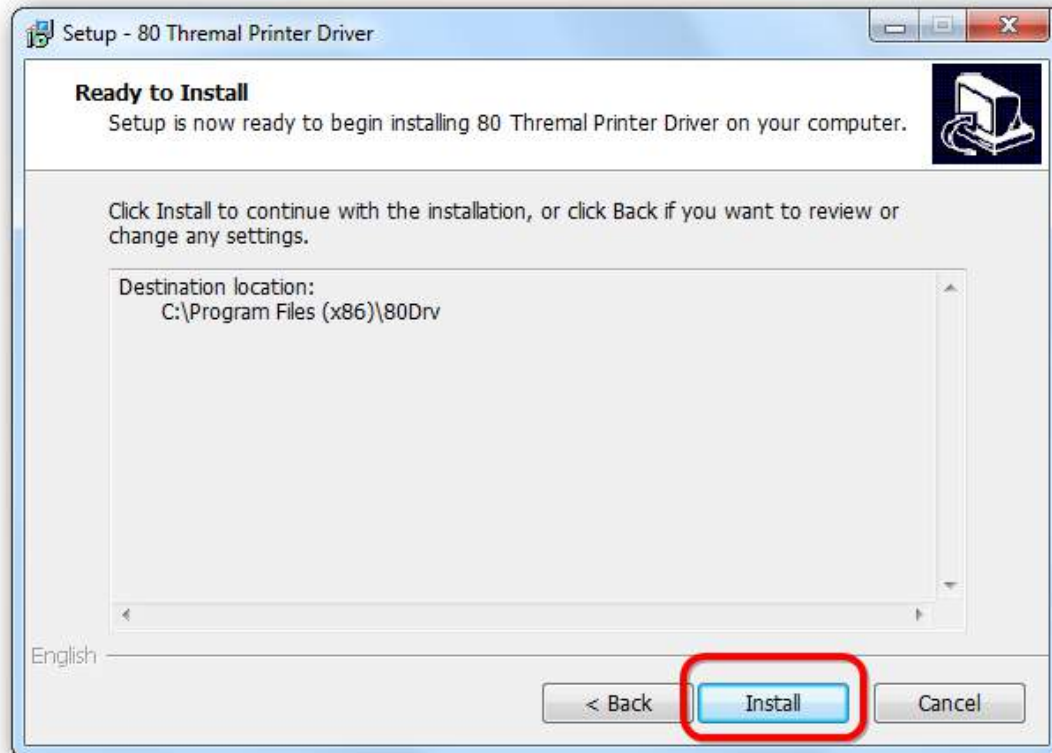 Setup - 80 Thremal Printer Driver
Ready to Install
Setup is now ready to begin installing 80 Thremal Printer Driver on your computer.
Click Install to continue with the installation, or click Back if you want to review or
change any settings.
Destination location:
C:\Program Files (x86)\80Drv
English
< Back
Install
Cancel